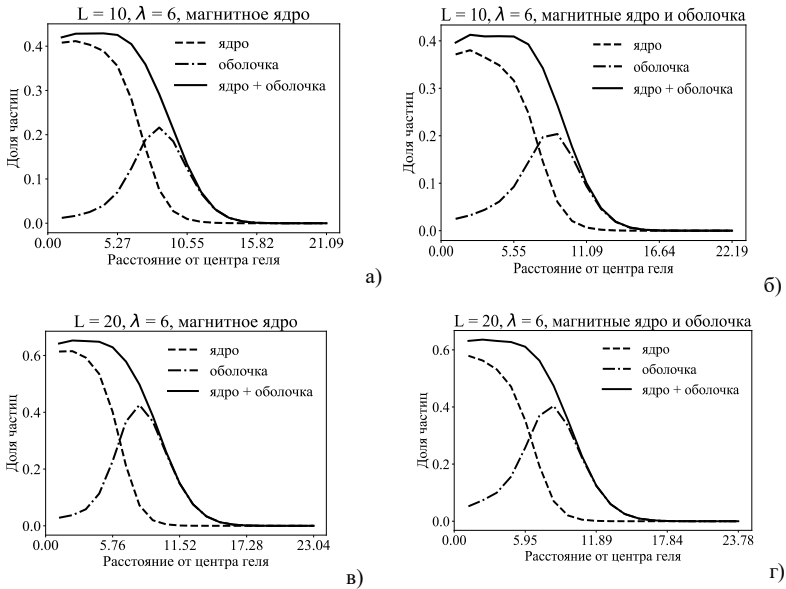 L = 10, λ = 6, магнитное ядро
Доля частиц
0.4
0.3
0.2
0.1
0.0
ядро
оболочка
ядро + оболочка
0.00 5.27 10.55 15.82 21.09
Расстояние от центра геля
а)
L = 10, λ = 6, магнитные ядро и оболочка
Доля частиц
0.4
0.3
0.2
0.1
0.0
ядро
оболочка
ядро + оболочка
0.00 5.55 11.09 16.64 22.19
Расстояние от центра геля
б)
L = 20, λ = 6, магнитное ядро
Доля частиц
0.6
0.4
0.2
0.0
ядро
оболочка
ядро + оболочка
0.00 5.76 11.52 17.28 23.04
Расстояние от центра геля
в)
L = 20, λ = 6, магнитные ядро и оболочка
Доля частиц
0.6
0.4
0.2
0.0
ядро
оболочка
ядро + оболочка
0.00 5.95 11.89 17.84 23.78
Расстояние от центра геля
г)